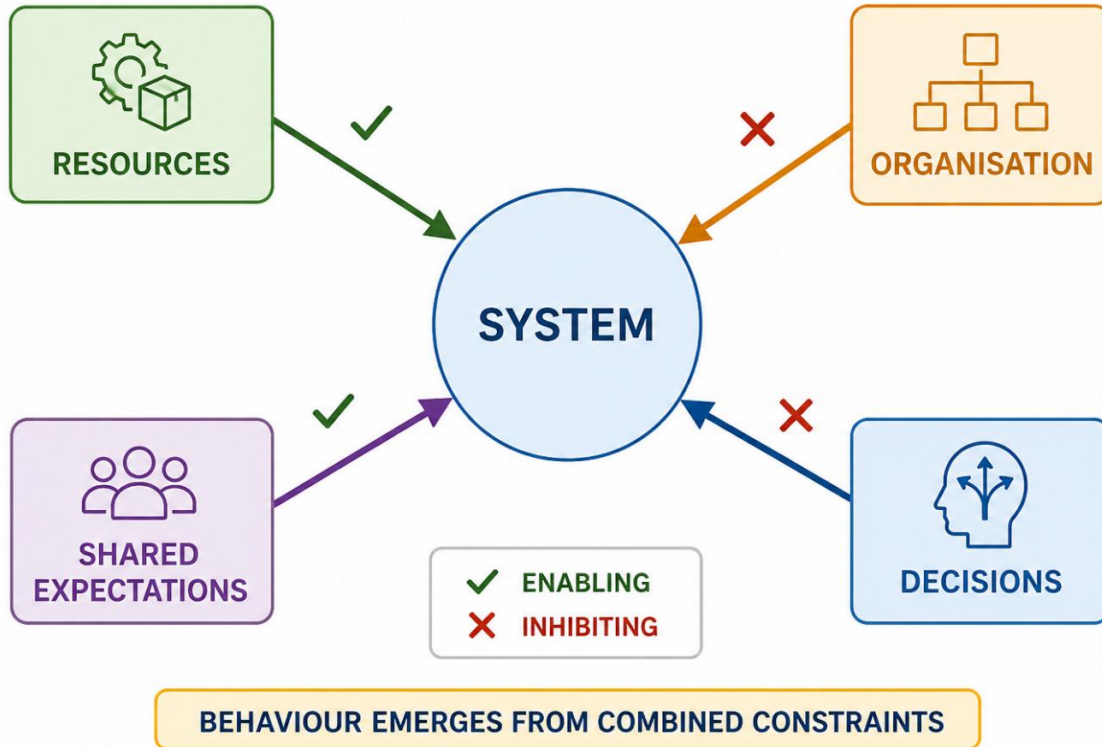 RESOURCES
ORGANISATION
SYSTEM
SHARED
EXPECTATIONS
DECISIONS
ENABLING
INHIBITING
BEHAVIOUR EMERGES FROM COMBINED CONSTRAINTS